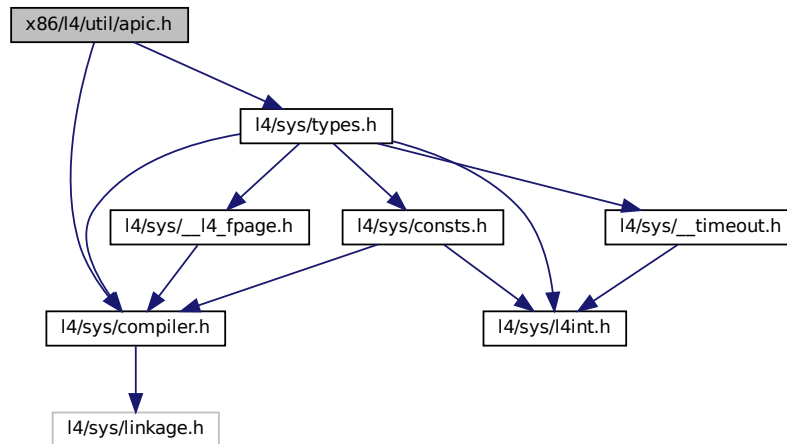 x86/l4/util/apic.h
l4/sys/types.h
l4/sys/__l4_fpage.h
l4/sys/consts.h
l4/sys/__timeout.h
l4/sys/compiler.h
l4/sys/l4int.h
l4/sys/linkage.h